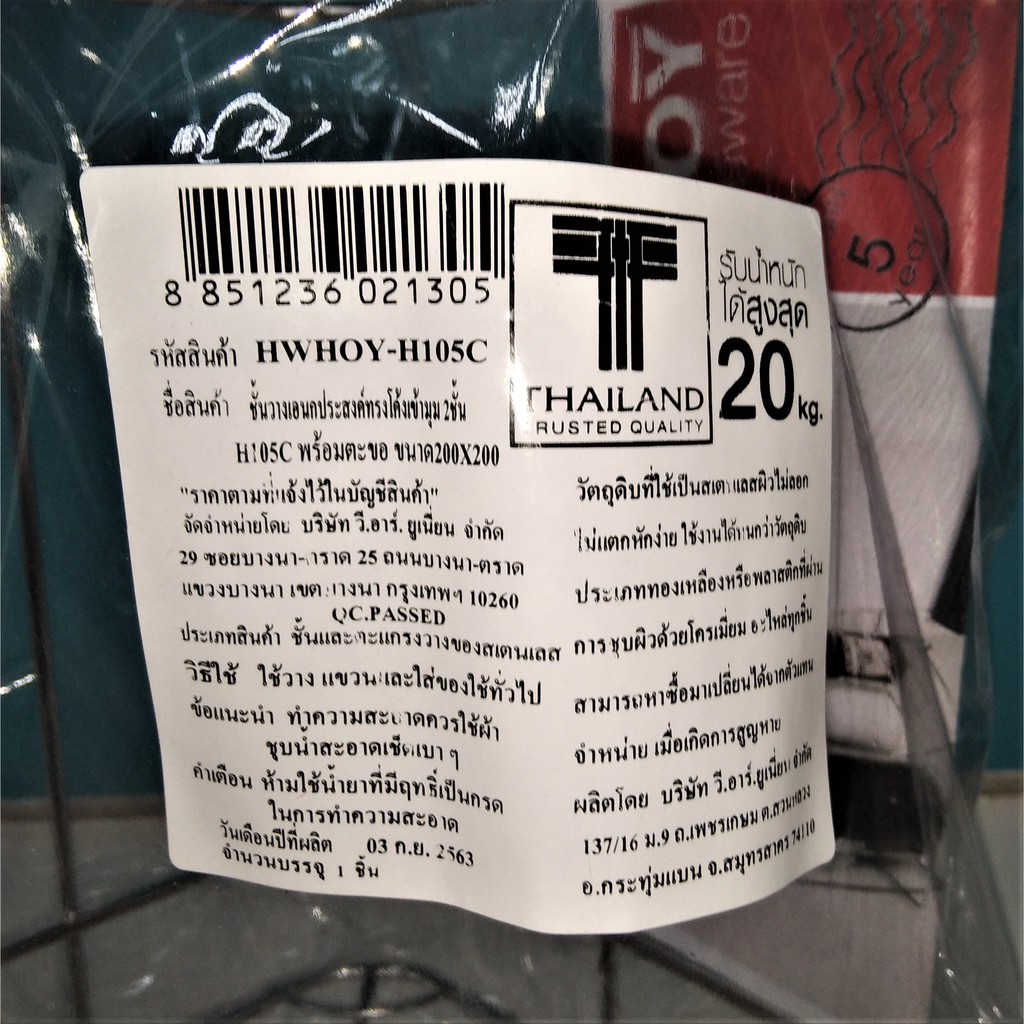 OY
ware
5
year
8 851236 021305
THAILAND
TRUSTED QUALITY
รับน้ำหนัก
ได้สูงสุด
20 kg.
รหัสสินค้า HWHOY-H105C
ชื่อสินค้า ชั้นวางเอนกประสงค์ทรงโค้งเข้ามุม 2ชั้น
H105C พร้อมตะขอ ขนาด200X200
"ราคาตามที่แจ้งไว้ในบัญชีสินค้า"
จัดจำหน่ายโดย บริษัท วี.อาร์. ยูเนี่ยน จำกัด
29 ซอยบางนา-ตราด 25 ถนนบางนา-ตราด
แขวงบางนา เขตบางนา กรุงเทพฯ 10260
QC.PASSED
ประเภทสินค้า ชั้นและตะแกรงวางของสเตนเลส
วิธีใช้ ใช้วาง แขวนและใส่ของใช้ทั่วไป
ข้อแนะนำ ทำความสะอาดควรใช้ผ้า
ชุบน้ำสะอาดเช็ดเบา ๆ
คำเตือน ห้ามใช้น้ำยาที่มีฤทธิ์เป็นกรด
ในการทำความสะอาด
วันเดือนปีที่ผลิต 03 ก.ย. 2563
จำนวนบรรจุ 1 ชิ้น
วัตถุดิบที่ใช้เป็นสเตนแลสผิวไม่ลอก
ไม่แตกหักง่าย ใช้งานได้นานกว่าวัตถุดิบ
ประเภททองเหลืองหรือพลาสติกที่ผ่าน
การชุบผิวด้วยโครเมี่ยม อะไหล่ทุกชิ้น
สามารถหาซื้อมาเปลี่ยนได้จากตัวแทน
จำหน่าย เมื่อเกิดการสูญหาย
ผลิตโดย บริษัท วี.อาร์.ยูเนี่ยน จำกัด
137/16 ม.9 ถ.เพชรเกษม ต.สวนหลวง
อ.กระทุ่มแบน จ.สมุทรสาคร 74110